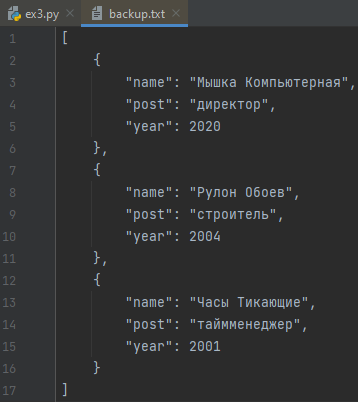 ex3.py × backup.txt ×
1 [
2 {
3 "name": "Мышка Компьютерная",
4 "post": "директор",
5 "year": 2020
6 },
7 {
8 "name": "Рулон Обоев",
9 "post": "строитель",
10 "year": 2004
11 },
12 {
13 "name": "Часы Тикающие",
14 "post": "таймменеджер",
15 "year": 2001
16 }
17 ]